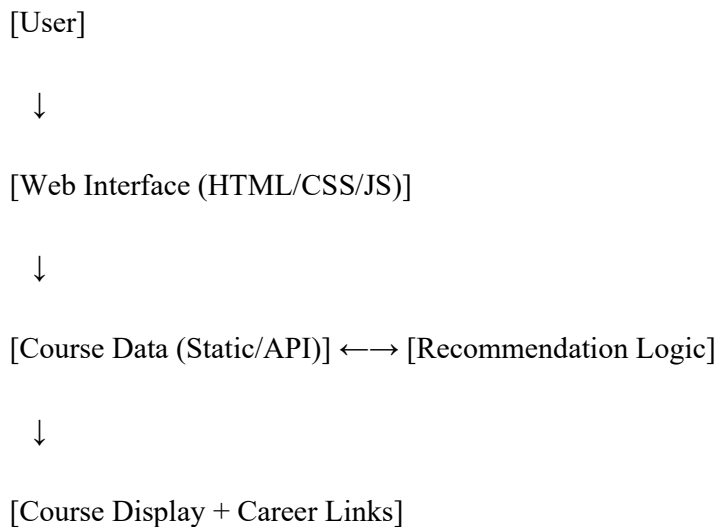 [User]
↓
[Web Interface (HTML/CSS/JS)]
↓
[Course Data (Static/API)] ←→ [Recommendation Logic]
↓
[Course Display + Career Links]